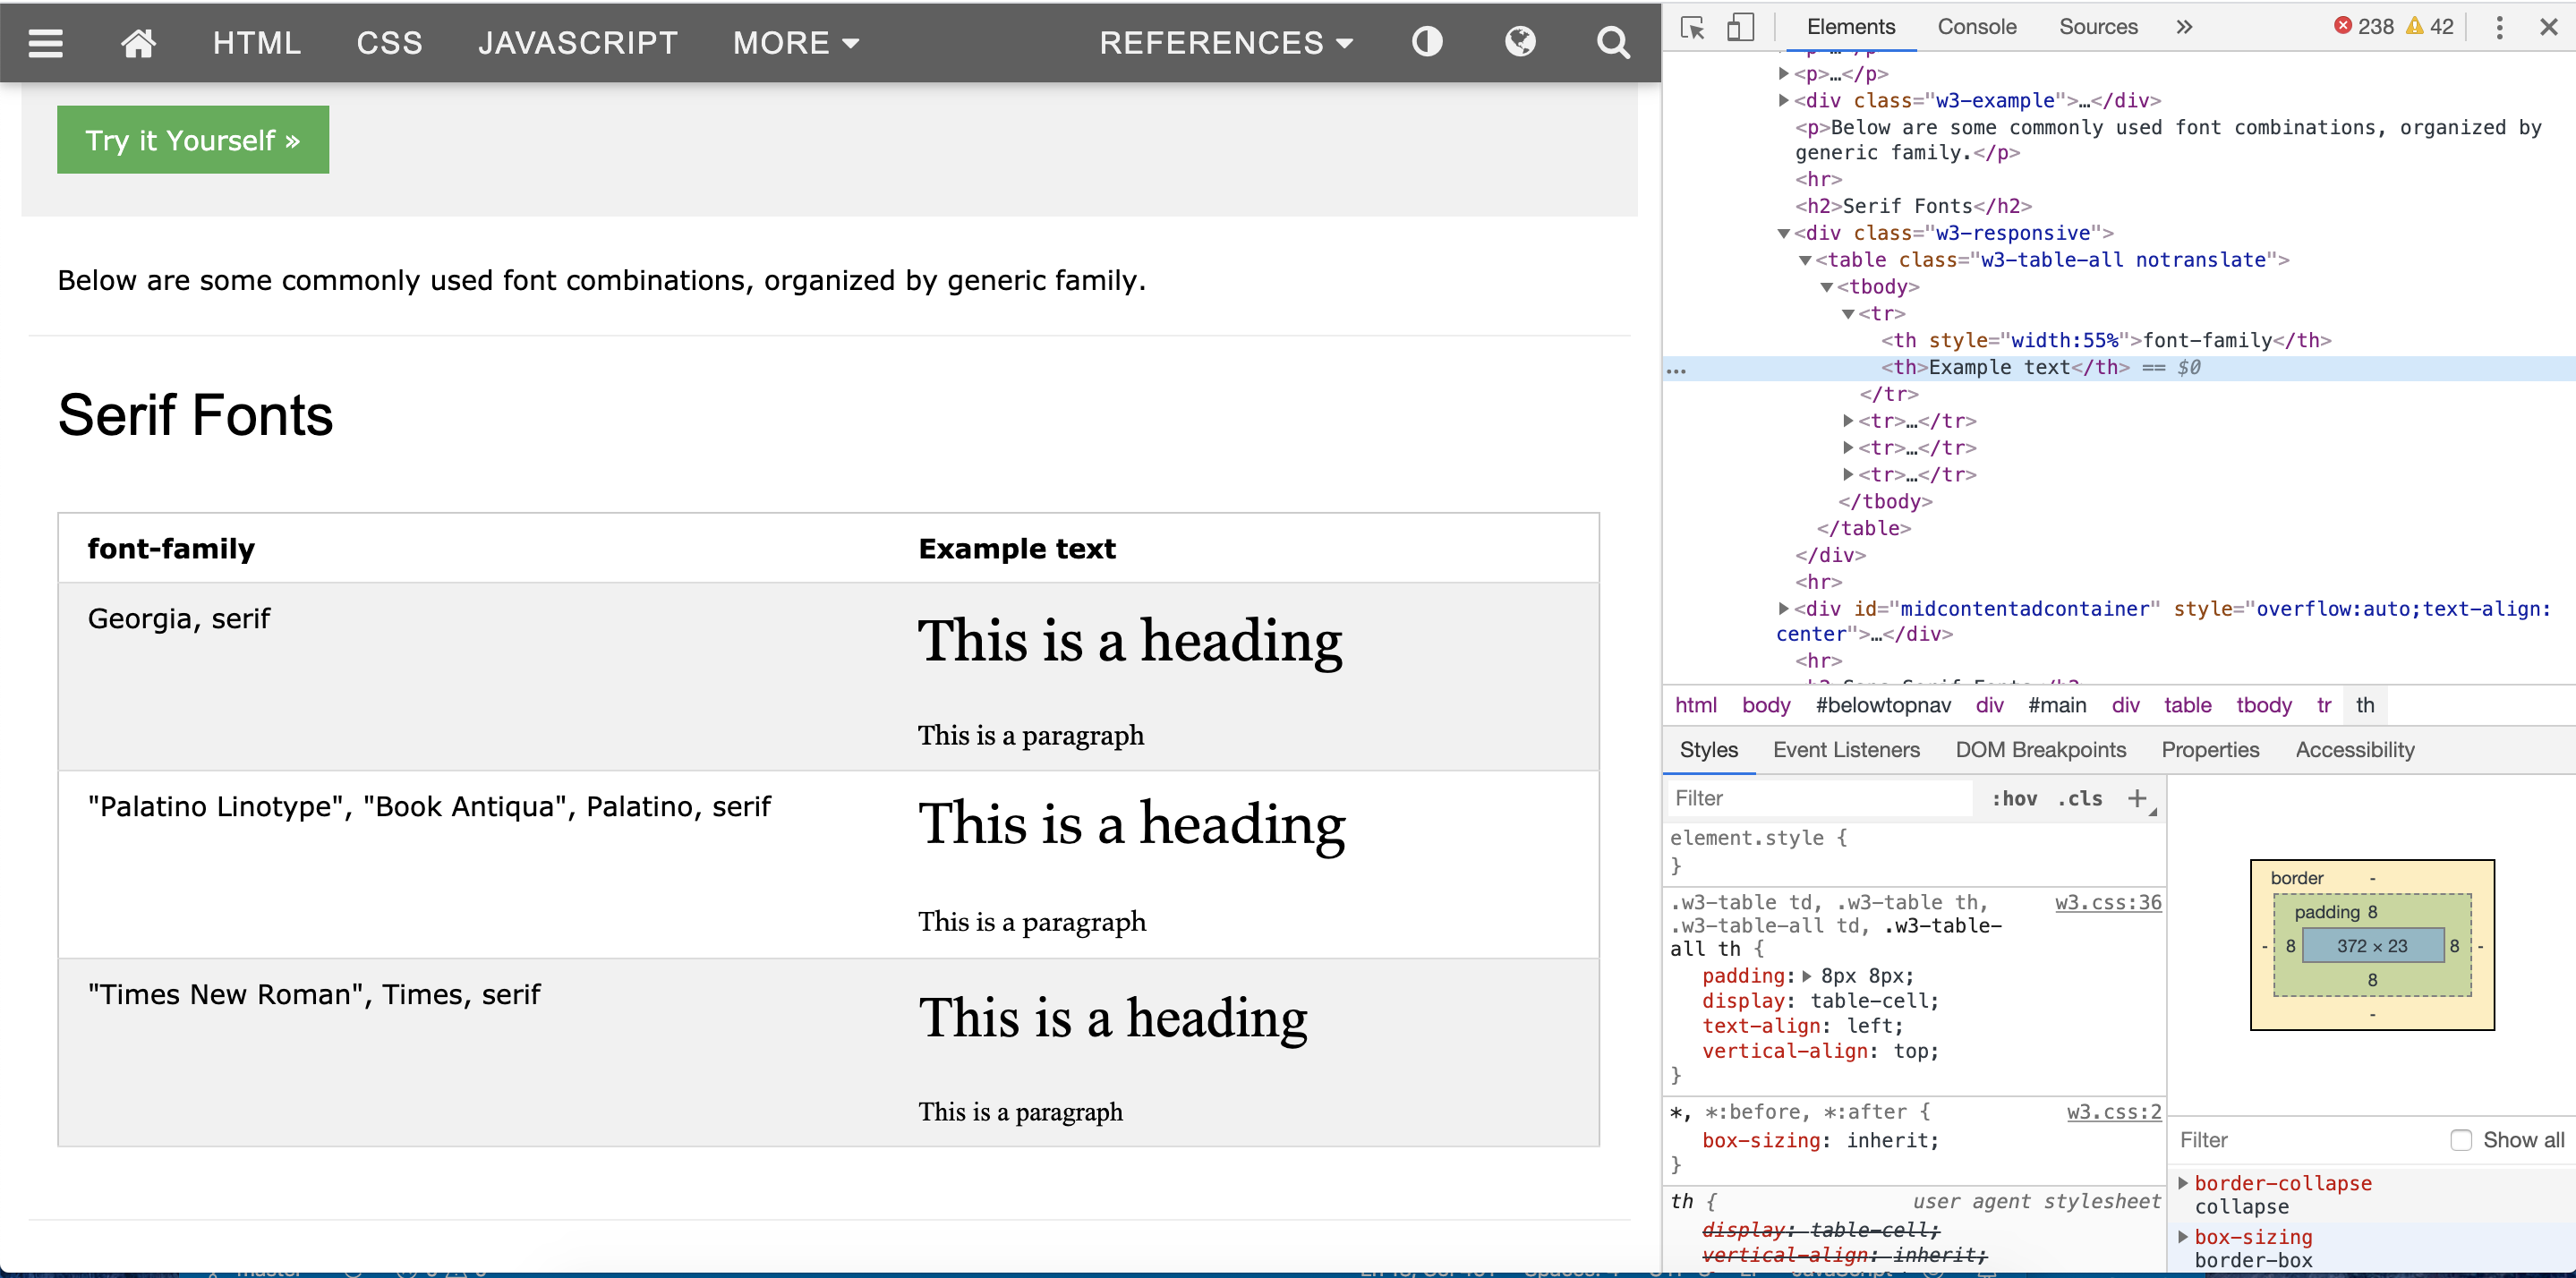 HTML CSS JAVASCRIPT MORE REFERENCES
Try it Yourself »
Below are some commonly used font combinations, organized by generic family.
Serif Fonts
font-family Example text
Georgia, serif This is a heading
This is a paragraph
"Palatino Linotype", "Book Antiqua", Palatino, serif This is a heading
This is a paragraph
"Times New Roman", Times, serif This is a heading
This is a paragraph
Elements Console Sources » 238 42
<p>…</p>
<div class="w3-example">…</div>
<p>Below are some commonly used font combinations, organized by
generic family.</p>
<hr>
<h2>Serif Fonts</h2>
<div class="w3-responsive">
<table class="w3-table-all notranslate">
<tbody>
<tr>
<th style="width:55%">font-family</th>
… <th>Example text</th> == $0
</tr>
<tr>…</tr>
<tr>…</tr>
<tr>…</tr>
</tbody>
</table>
</div>
<hr>
<div id="midcontentadcontainer" style="overflow:auto;text-align:
center">…</div>
<hr>
html body #belowtopnav div #main div table tbody tr th
Styles Event Listeners DOM Breakpoints Properties Accessibility
Filter :hov .cls +
element.style {
}
.w3-table td, .w3-table th, w3.css:36
.w3-table-all td, .w3-table-
all th {
padding: 8px 8px;
display: table-cell;
text-align: left;
vertical-align: top;
}
*, *:before, *:after { w3.css:2
box-sizing: inherit;
}
th { user agent stylesheet
display: table-cell;
vertical-align: inherit;
border -
padding 8
- 8 372 × 23 8 -
8
-
Filter Show all
border-collapse
collapse
box-sizing
border-box